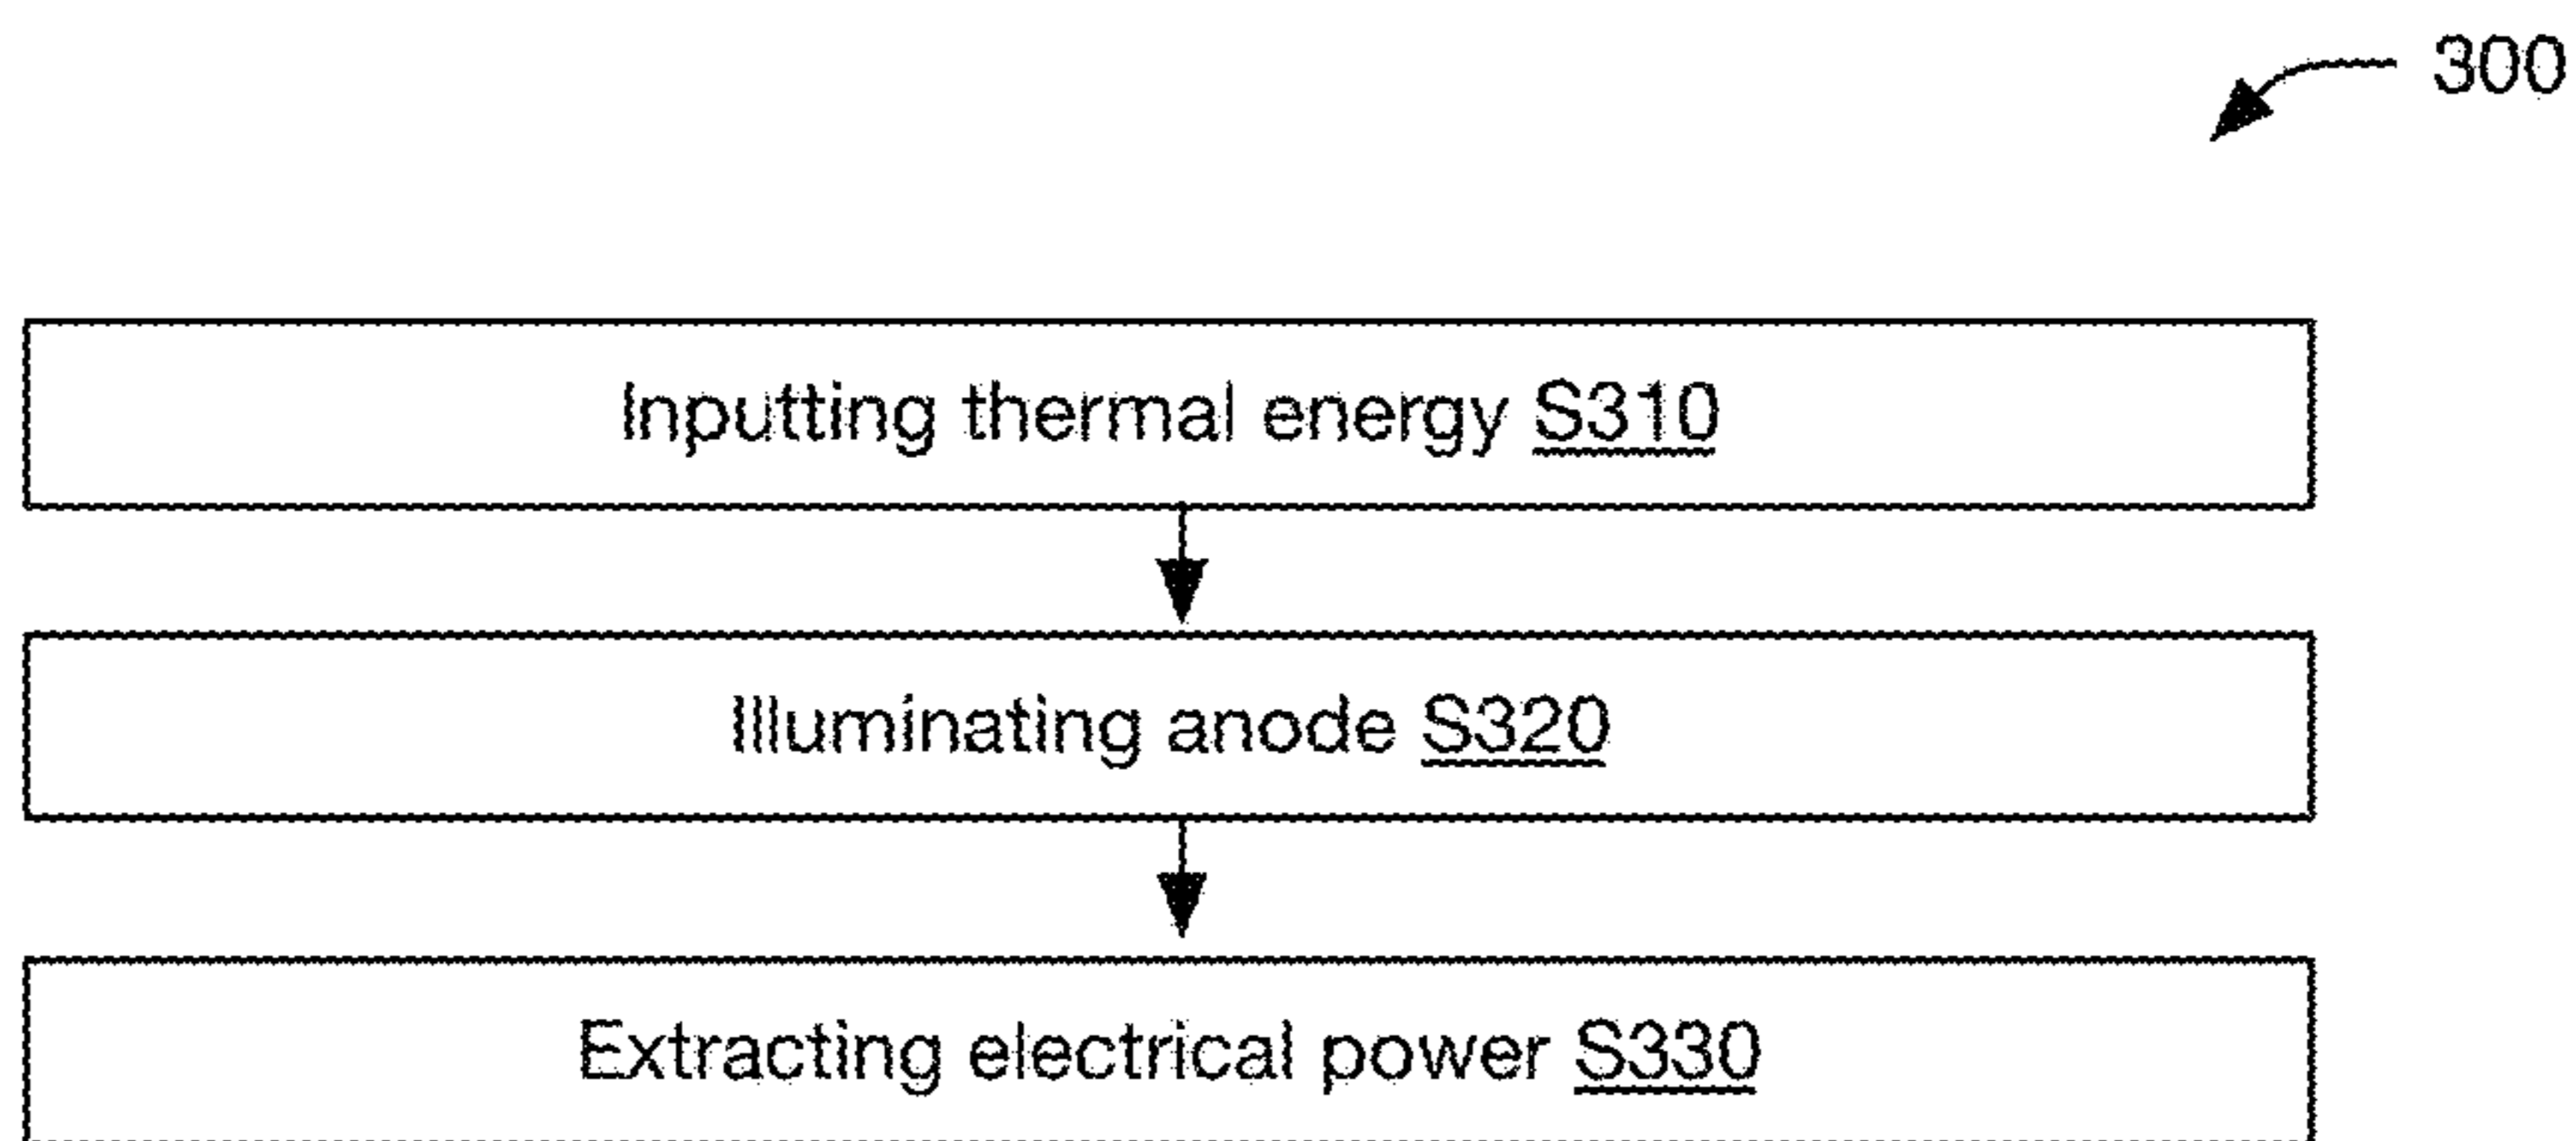 300
Inputting thermal energy S310
Illuminating anode S320
Extracting electrical power S330